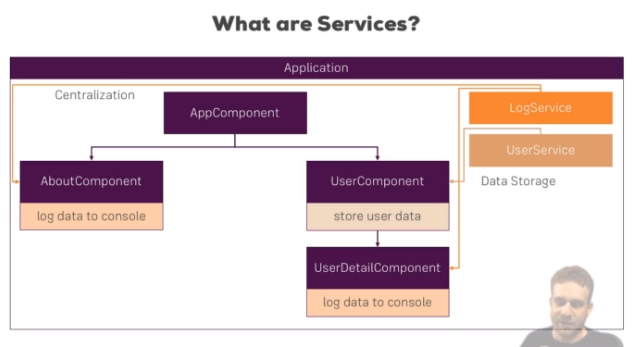 What are Services?
Application
Centralization
AppComponent
LogService
UserService
AboutComponent
UserComponent
Data Storage
log data to console
store user data
UserDetailComponent
log data to console